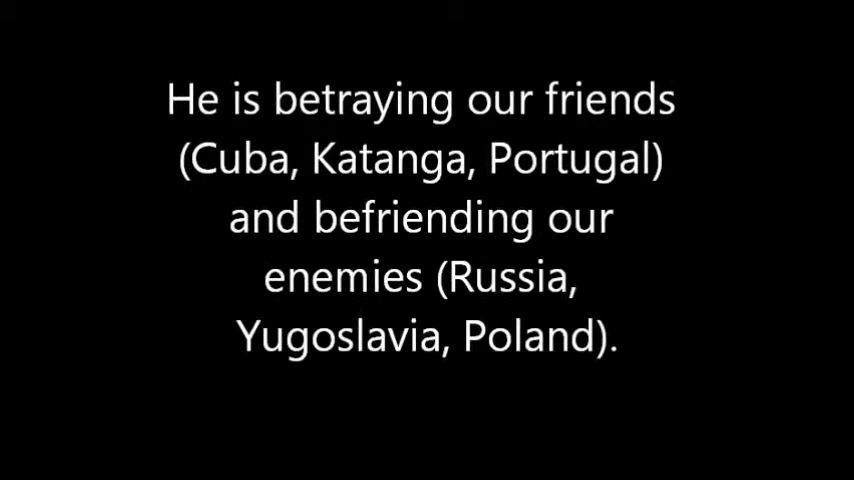 He is betraying our friends
(Cuba, Katanga, Portugal)
and befriending our
enemies (Russia,
Yugoslavia, Poland).